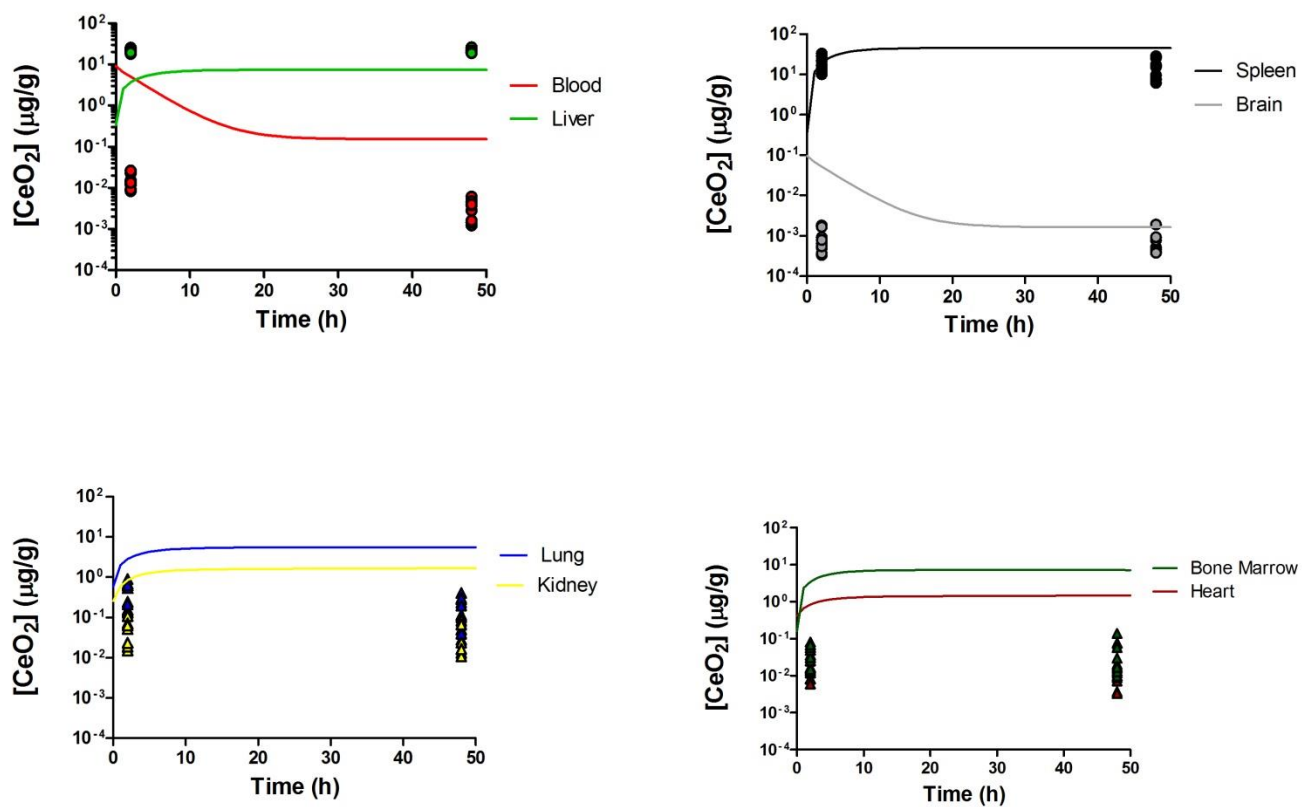 [CeO₂] (µg/g)
10²
10¹
10⁰
10⁻¹
10⁻²
10⁻³
10⁻⁴
0 10 20 30 40 50
Time (h)
Blood
Liver
[CeO₂] (µg/g)
10²
10¹
10⁰
10⁻¹
10⁻²
10⁻³
10⁻⁴
0 10 20 30 40 50
Time (h)
Spleen
Brain
[CeO₂] (µg/g)
10²
10¹
10⁰
10⁻¹
10⁻²
10⁻³
10⁻⁴
0 10 20 30 40 50
Time (h)
Lung
Kidney
[CeO₂] (µg/g)
10²
10¹
10⁰
10⁻¹
10⁻²
10⁻³
10⁻⁴
0 10 20 30 40 50
Time (h)
Bone Marrow
Heart